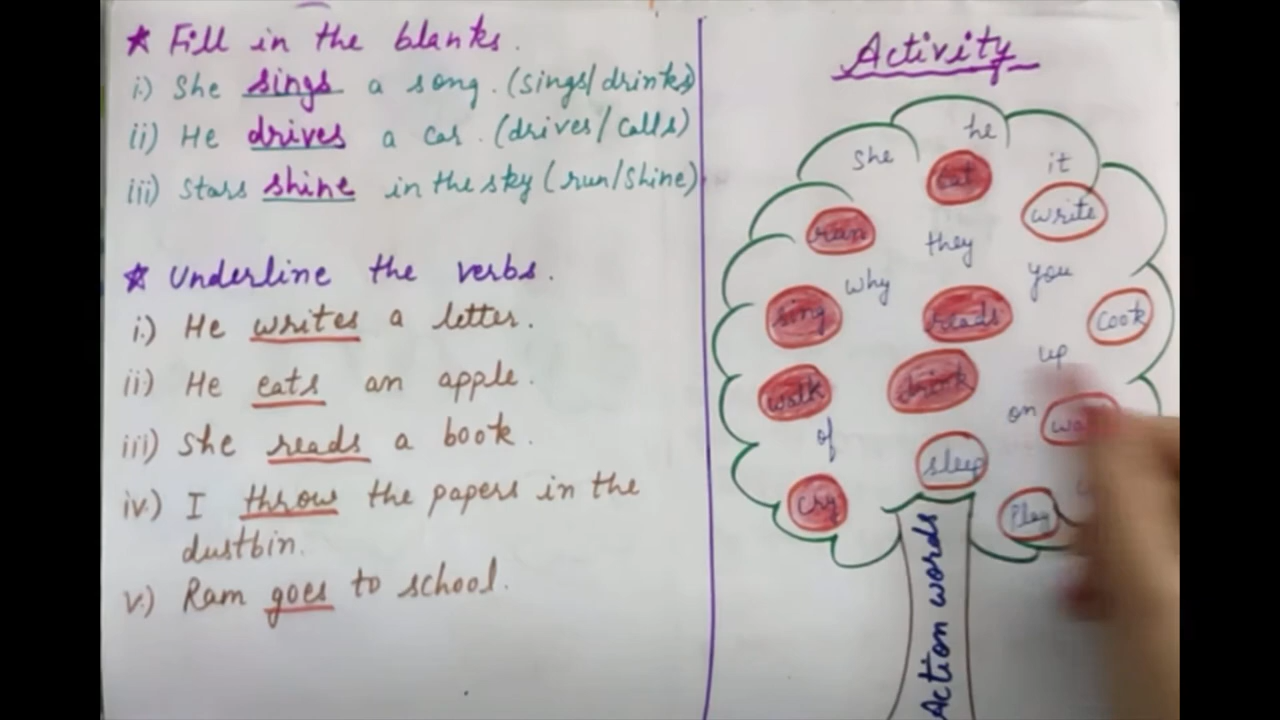 ★ Fill in the blanks.
i.) She sings a song. (sings/drinks)
ii) He drives a car. (drives/calls)
iii) Stars shine in the sky (run/shine)
★ Underline the verbs.
i.) He writes a letter.
ii.) He eats an apple.
iii) She reads a book.
iv.) I throw the papers in the
dustbin.
v.) Ram goes to school.
Activity
he
she
it
eat
write
ran
they
why
you
sing
reads
cook
up
walk
drink
on
of
sleep
cry
Play
Action words